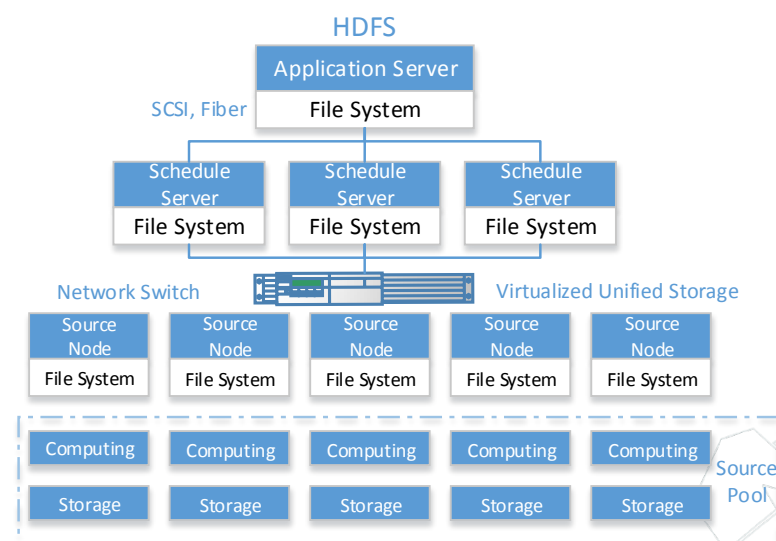 HDFS
Application Server
SCSI, Fiber
File System
Schedule Server
Schedule Server
Schedule Server
File System
File System
File System
Network Switch
Virtualized Unified Storage
Source Node
Source Node
Source Node
Source Node
Source Node
File System
File System
File System
File System
File System
Computing
Computing
Computing
Computing
Computing
Source Pool
Storage
Storage
Storage
Storage
Storage